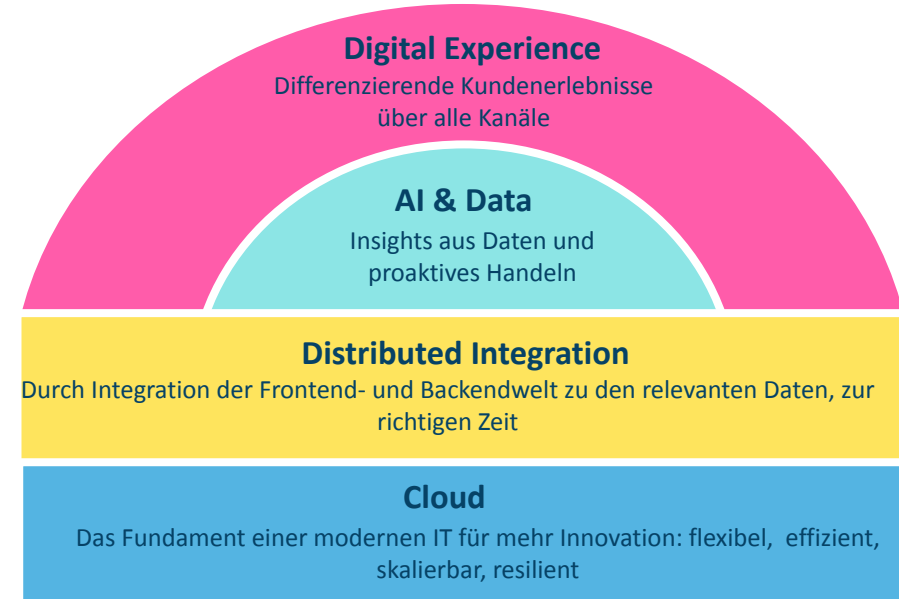 Digital Experience
Differenzierende Kundenerlebnisse
über alle Kanäle
AI & Data
Insights aus Daten und
proaktives Handeln
Distributed Integration
Durch Integration der Frontend- und Backendwelt zu den relevanten Daten, zur
richtigen Zeit
Cloud
Das Fundament einer modernen IT für mehr Innovation: flexibel, effizient,
skalierbar, resilient